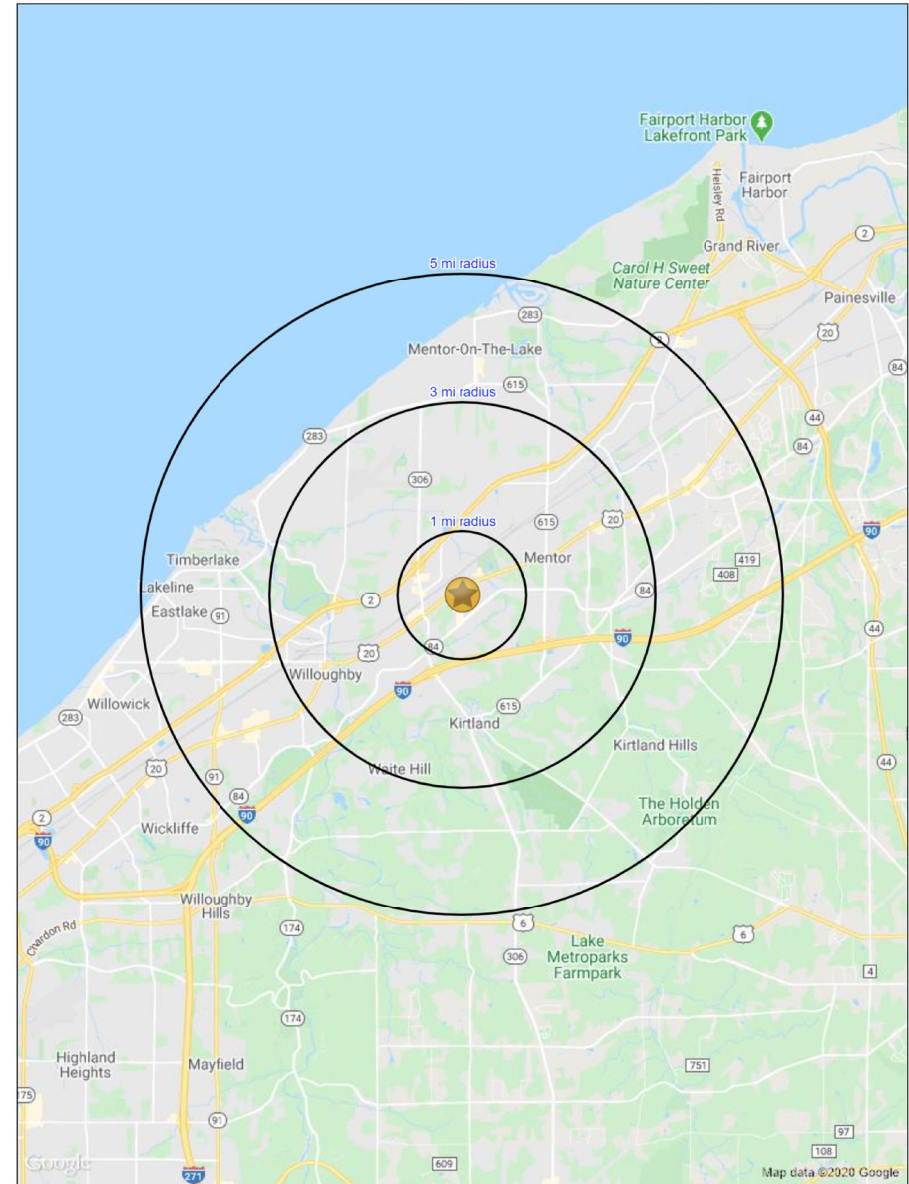 Fairport Harbor
Lakefront Park
Fairport
Harbor
Heisley Rd
2
Grand River
5 mi radius
Carol H Sweet
Nature Center
Painesville
283
20
2
Mentor-On-The-Lake
84
615
3 mi radius
44
283
84
306
1 mi radius
615
20
90
Mentor
Timberlake
419
408
Lakeline
84
2
Eastlake
91
44
90
84
20
Willoughby
90
Willowick
615
283
Kirtland
Kirtland Hills
44
20
Waite Hill
91
84
The Holden
Arboretum
90
2
Wickliffe
90
Willoughby
Hills
6
174
6
Chardon Rd
Lake
Metroparks
Farmpark
306
4
174
Highland
Heights
Mayfield
751
175
91
97
108
Google
609
271
Map data ©2020 Google